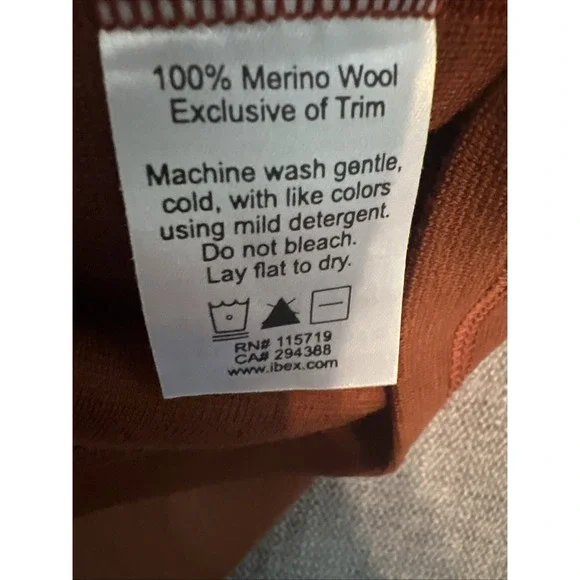 100% Merino Wool
Exclusive of Trim
Machine wash gentle,
cold, with like colors
using mild detergent.
Do not bleach.
Lay flat to dry.
RN# 115719
CA# 294388
www.ibex.com